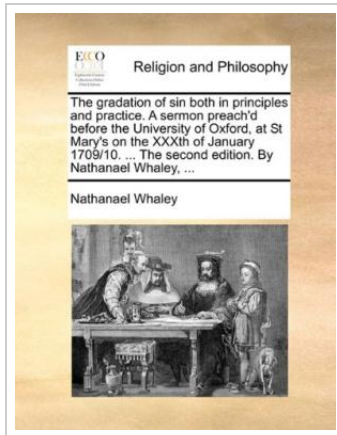 ECCO
Religion and Philosophy
The gradation of sin both in principles
and practice. A sermon preach'd
before the University of Oxford, at St
Mary's on the XXXth of January
1709/10. ... The second edition. By
Nathanael Whaley, ...
Nathanael Whaley